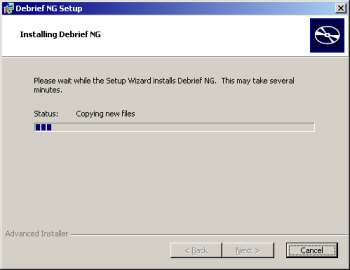 Debrief NG Setup
Installing Debrief NG
Please wait while the Setup Wizard installs Debrief NG. This may take several
minutes.
Status: Copying new files
Advanced Installer
< Back Next > Cancel